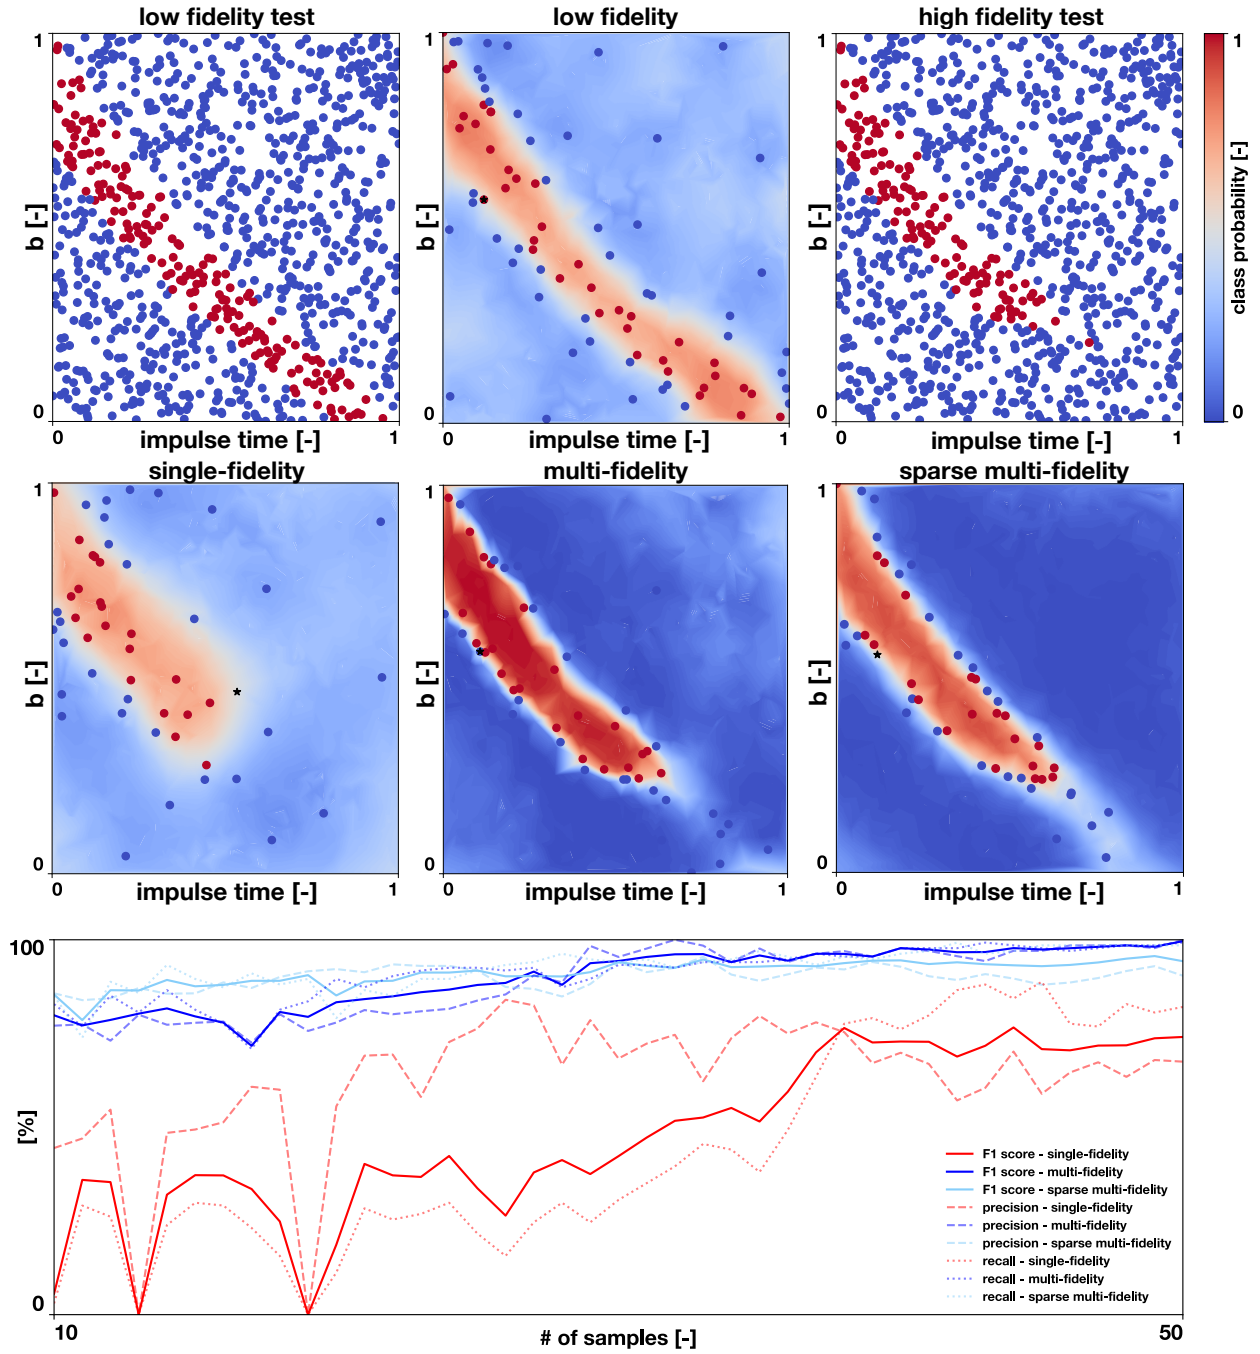 low fidelity test
low fidelity
high fidelity test
1
b [-]
0
0
impulse time [-]
1
1
b [-]
0
0
impulse time [-]
1
1
b [-]
0
0
impulse time [-]
1
1
class probability [-]
0
single-fidelity
multi-fidelity
sparse multi-fidelity
1
b [-]
0
0
impulse time [-]
1
1
b [-]
0
0
impulse time [-]
1
1
b [-]
0
0
impulse time [-]
1
100
[%]
0
10
# of samples [-]
50
F1 score - single-fidelity
F1 score - multi-fidelity
F1 score - sparse multi-fidelity
precision - single-fidelity
precision - multi-fidelity
precision - sparse multi-fidelity
recall - single-fidelity
recall - multi-fidelity
recall - sparse multi-fidelity